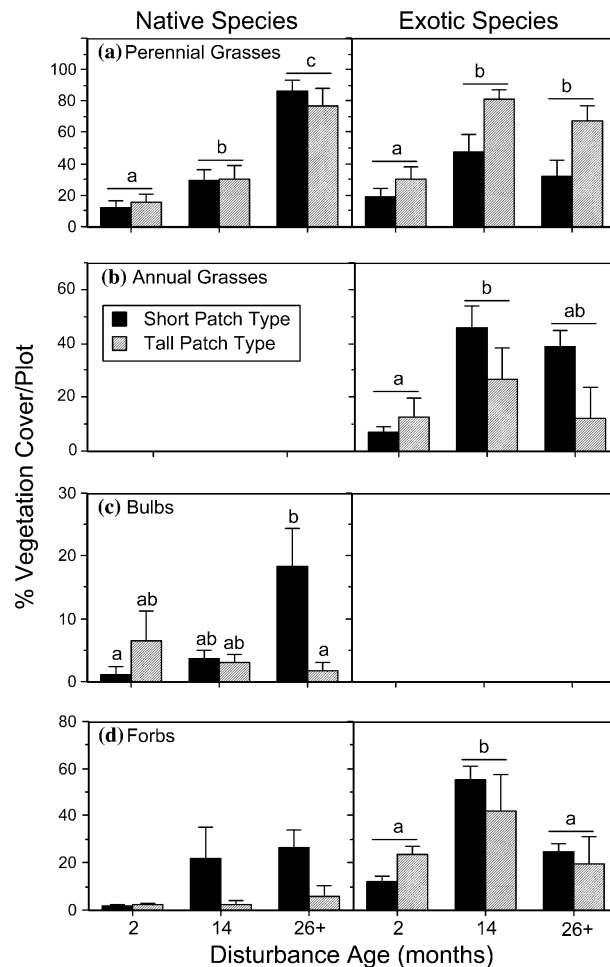 Native Species Exotic Species
(a) Perennial Grasses
100
80
60
40
20
0
a b c
a b b
(b) Annual Grasses
60
40
20
0
Short Patch Type
Tall Patch Type
a b ab
(c) Bulbs
30
20
10
0
a ab ab ab b a
(d) Forbs
80
60
40
20
0
a b a
2 14 26+ 2 14 26+
Disturbance Age (months)
% Vegetation Cover/Plot